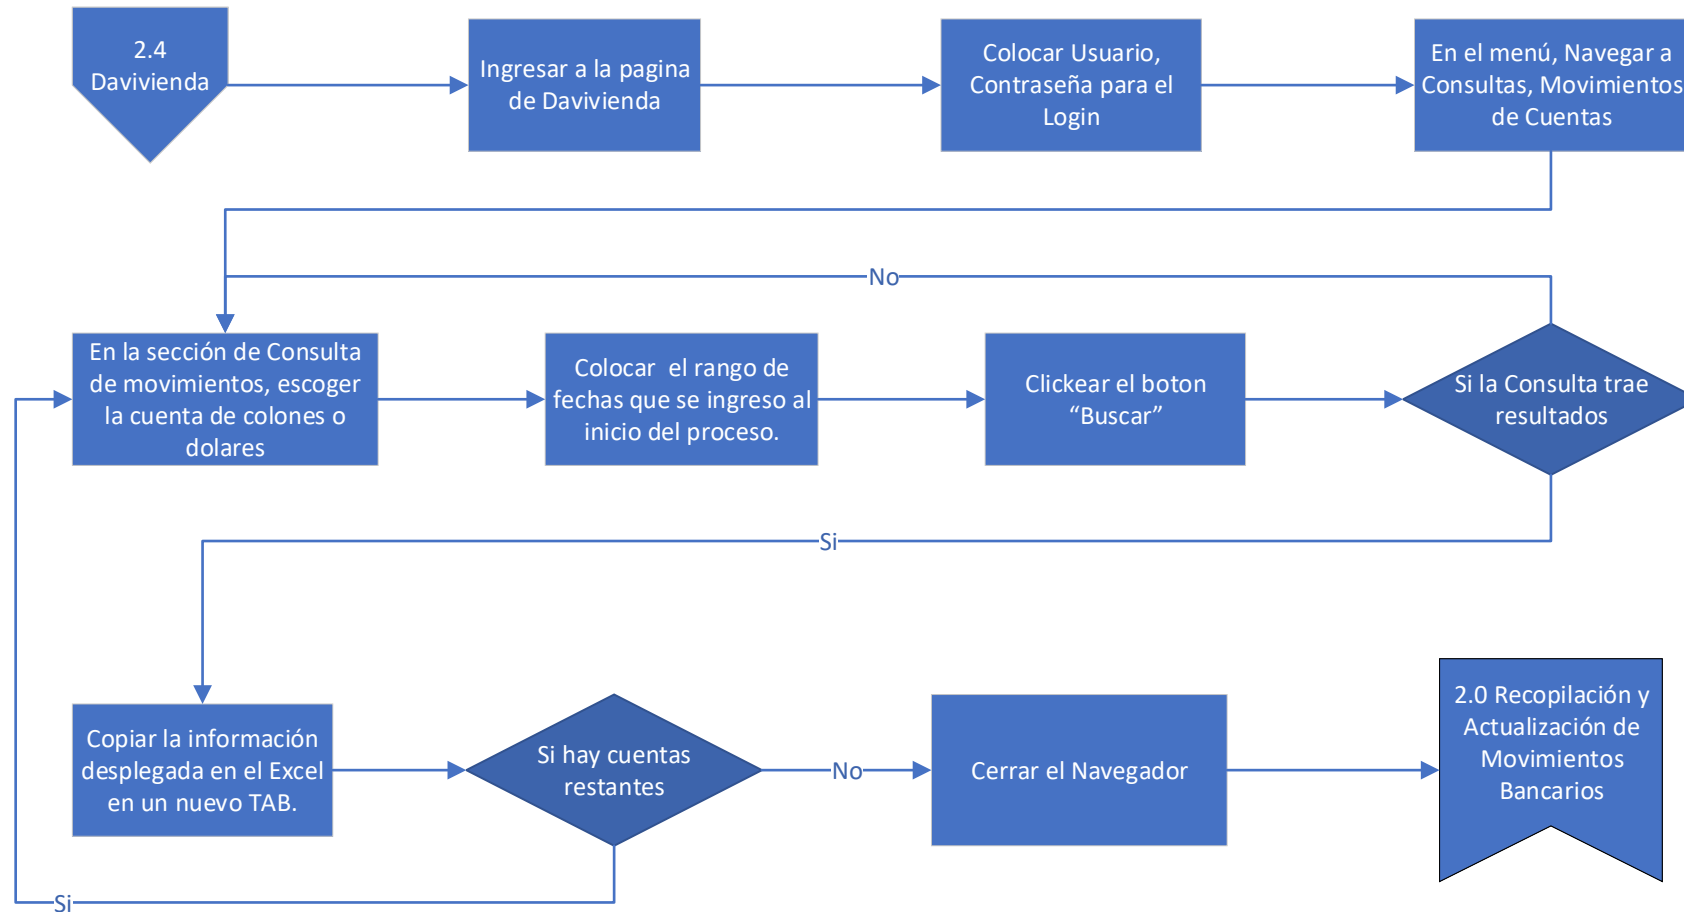 2.4
Davivienda
Ingresar a la pagina
de Davivienda
Colocar Usuario,
Contraseña para el
Login
En el menú, Navegar a
Consultas, Movimientos
de Cuentas
No
En la sección de Consulta
de movimientos, escoger
la cuenta de colones o
dolares
Colocar  el rango de
fechas que se ingreso al
inicio del proceso.
Clickear el boton
“Buscar”
Si la Consulta trae
resultados
Si
Copiar la información
desplegada en el Excel
en un nuevo TAB.
Si hay cuentas
restantes
No
Cerrar el Navegador
2.0 Recopilación y
Actualización de
Movimientos
Bancarios
Si